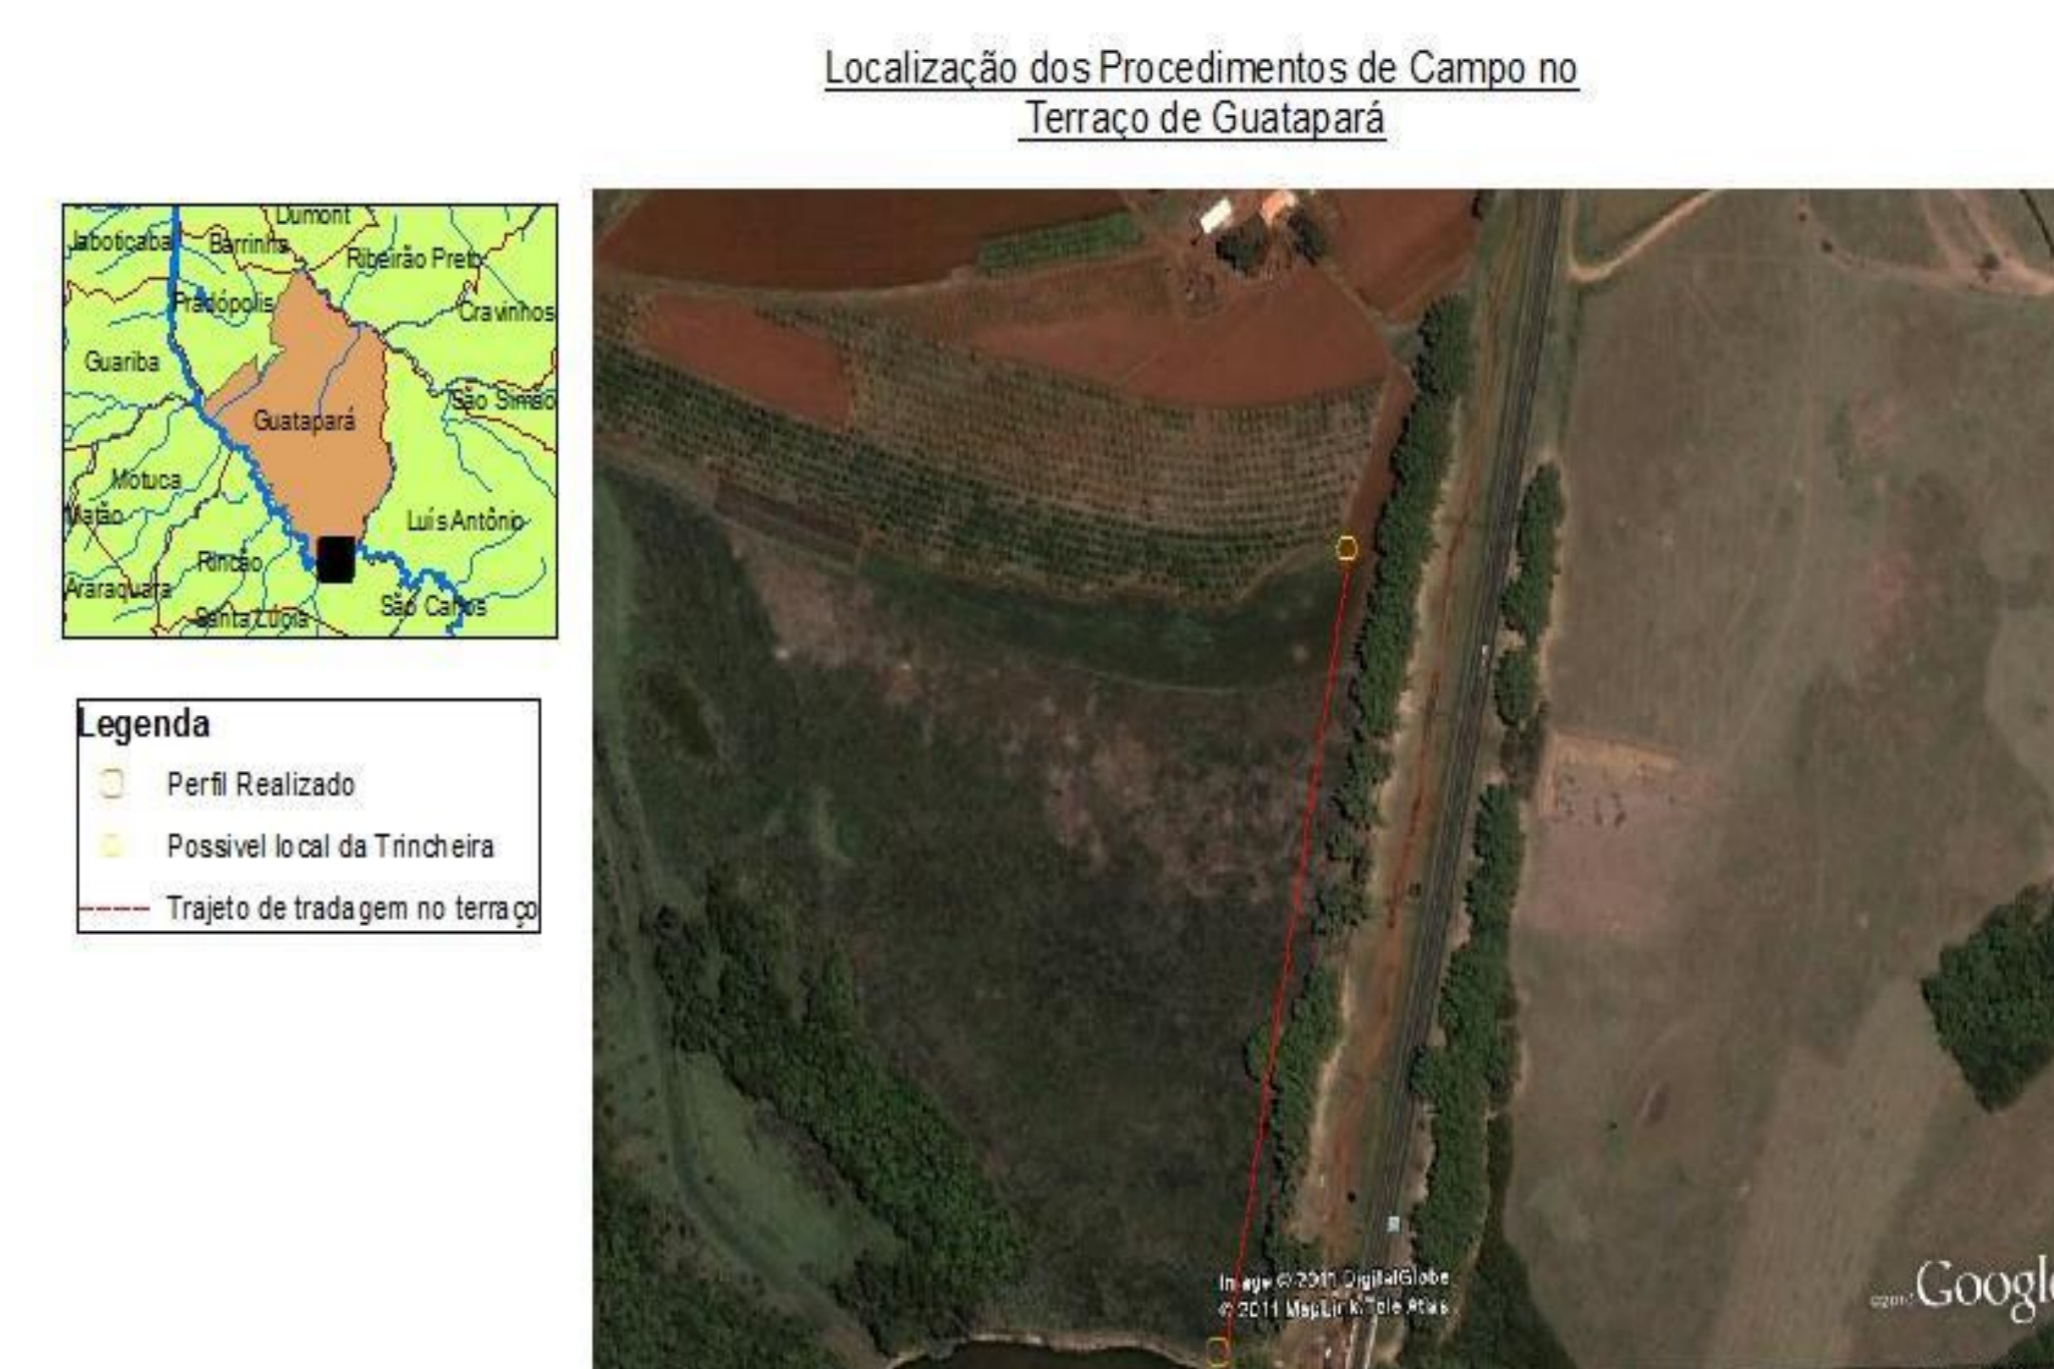 Localização dos Procedimentos de Campo no
Terraço de Guatapará
Dumont
Jaboticaba
Barrinha
Ribeirão Preto
Pradópolis
Cravinhos
Guariba
São Simão
Guatapará
Motuca
Matão
Luís Antônio
Rincão
Araraquara
São Carlos
Santa Lúcia
Legenda
Perfil Realizado
Possivel local da Trincheira
Trajeto de tradagem no terraço
Image © 2011 DigitalGlobe
© 2011 MapLink/Tele Atlas
Google